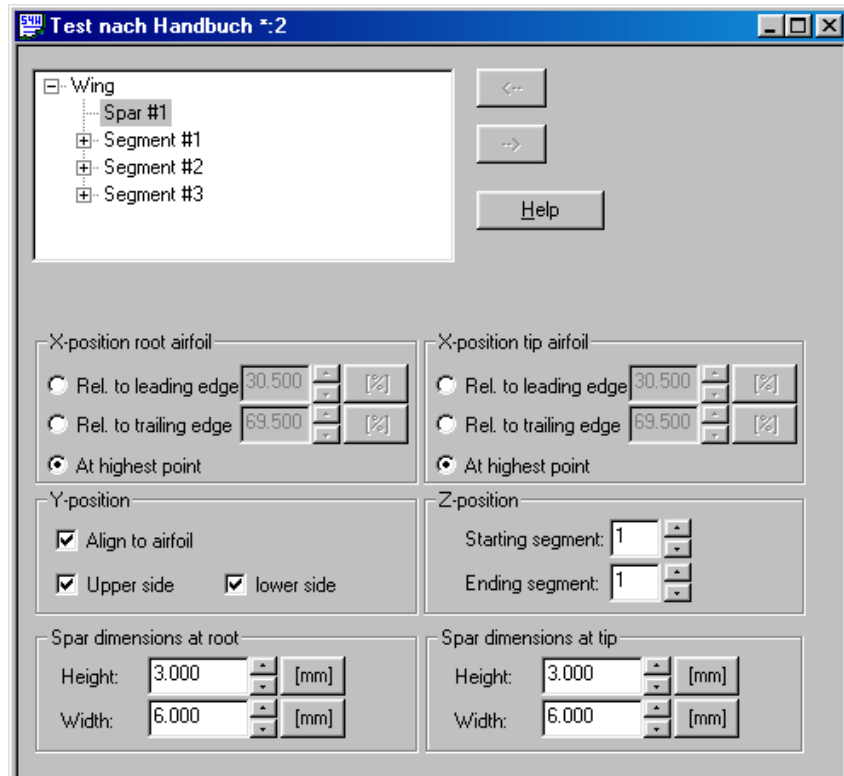 Test nach Handbuch *:2
Wing
Spar #1
Segment #1
Segment #2
Segment #3
<--
-->
Help
X-position root airfoil
Rel. to leading edge 30.500 [%]
Rel. to trailing edge 69.500 [%]
At highest point
X-position tip airfoil
Rel. to leading edge 30.500 [%]
Rel. to trailing edge 69.500 [%]
At highest point
Y-position
Align to airfoil
Upper side lower side
Z-position
Starting segment: 1
Ending segment: 1
Spar dimensions at root
Height: 3.000 [mm]
Width: 6.000 [mm]
Spar dimensions at tip
Height: 3.000 [mm]
Width: 6.000 [mm]